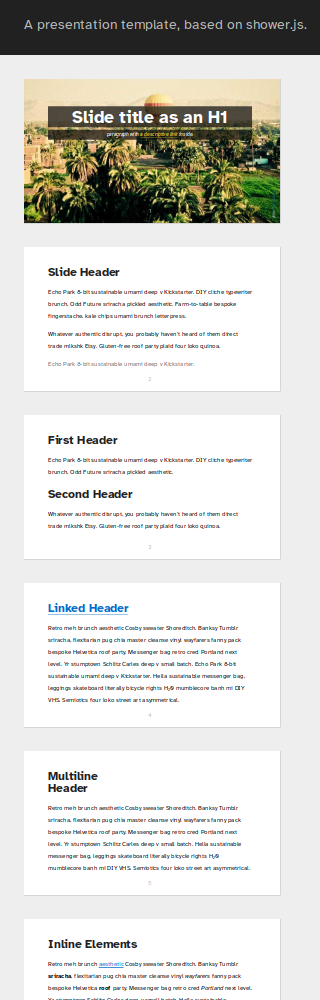 A presentation template, based on shower.js.
Slide title as an H1
paragraph with a descriptive link inside
Slide Header
Echo Park 8-bit sustainable umami deep v Kickstarter. DIY cliche typewriter
brunch. Odd Future sriracha pickled aesthetic. Farm-to-table bespoke
fingerstache, kale chips umami brunch letterpress.
Whatever authentic disrupt, you probably haven't heard of them direct
trade mlkshk Etsy. Gluten-free roof party plaid four loko quinoa.
Echo Park 8-bit sustainable umami deep v Kickstarter.
2
First Header
Echo Park 8-bit sustainable umami deep v Kickstarter. DIY cliche typewriter
brunch. Odd Future sriracha pickled aesthetic.
Second Header
Whatever authentic disrupt, you probably haven't heard of them direct
trade mlkshk Etsy. Gluten-free roof party plaid four loko quinoa.
3
Linked Header
Retro meh brunch aesthetic Cosby sweater Shoreditch. Banksy Tumblr
sriracha, flexitarian pug chia master cleanse vinyl wayfarers fanny pack
bespoke Helvetica roof party. Messenger bag retro cred Portland next
level. Yr stumptown Schlitz Carles deep v small batch. Echo Park 8-bit
sustainable umami deep v Kickstarter. Hella sustainable messenger bag,
leggings skateboard literally bicycle rights H₂0 mumblecore banh mi DIY
VHS. Semiotics four loko street art asymmetrical.
4
Multiline
Header
Retro meh brunch aesthetic Cosby sweater Shoreditch. Banksy Tumblr
sriracha, flexitarian pug chia master cleanse vinyl wayfarers fanny pack
bespoke Helvetica roof party. Messenger bag retro cred Portland next
level. Yr stumptown Schlitz Carles deep v small batch. Hella sustainable
messenger bag, leggings skateboard literally bicycle rights H₂0
mumblecore banh mi DIY VHS. Semiotics four loko street art asymmetrical.
5
Inline Elements
Retro meh brunch aesthetic Cosby sweater Shoreditch. Banksy Tumblr
sriracha, flexitarian pug chia master cleanse vinyl wayfarers fanny pack
bespoke Helvetica roof party. Messenger bag retro cred Portland next level.